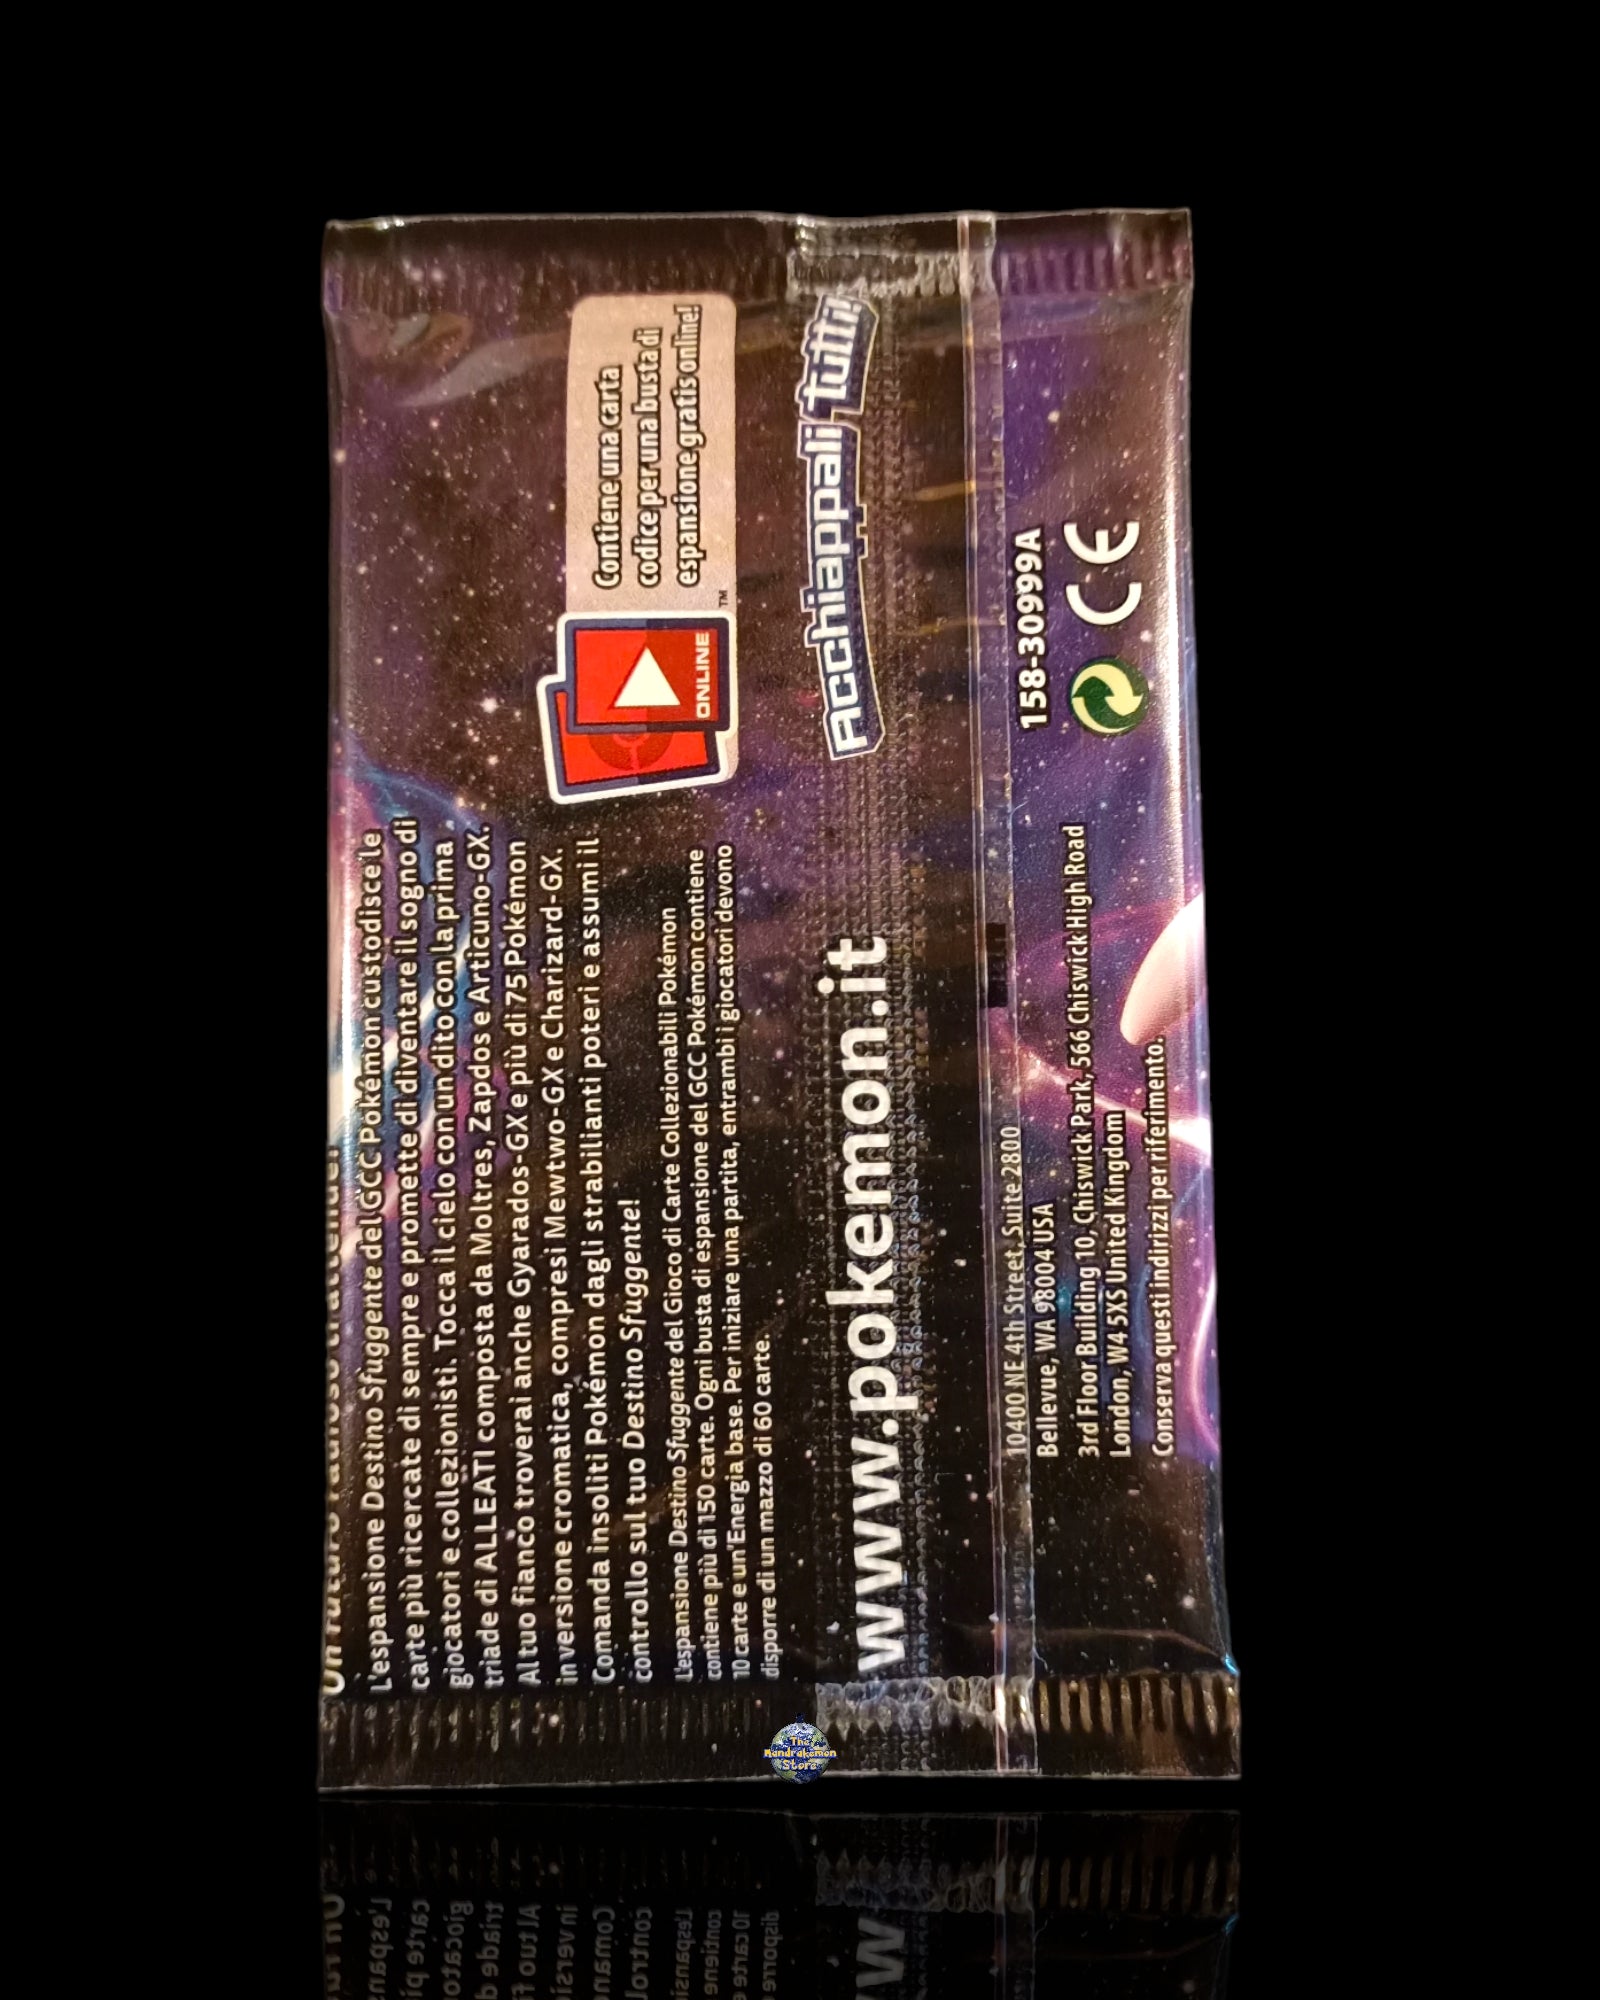 L'espansione Destino Sfuggente del GCC Pokémon custodisce le
carte più ricercate di sempre e promette di diventare il sogno di
giocatori e collezionisti. Tocca il cielo con un dito con la prima
triade di ALLEATI composta da Moltres, Zapdos e Articuno-GX.
Al tuo fianco troverai anche Gyarados-GX e più di 75 Pokémon
in versione cromatica, compresi Mewtwo-GX e Charizard-GX.
Comanda insoliti Pokémon dagli strabilianti poteri e assumi il
controllo sul tuo Destino Sfuggente!
L'espansione Destino Sfuggente del Gioco di Carte Collezionabili Pokémon
contiene più di 150 carte. Ogni busta di espansione del GCC Pokémon contiene
10 carte e un'Energia base. Per iniziare una partita, entrambi i giocatori devono
disporre di un mazzo di 60 carte.
ONLINE
TM
Contiene una carta
codice per una busta di
espansione gratis online!
www.pokemon.it
Acchiappali tutti!
10400 NE 4th Street, Suite 2800
Bellevue, WA 98004 USA
3rd Floor Building 10, Chiswick Park, 566 Chiswick High Road
London, W4 5XS United Kingdom
Conserva questi indirizzi per riferimento.
158-30999A
CE
The
Mandrakemon
Store